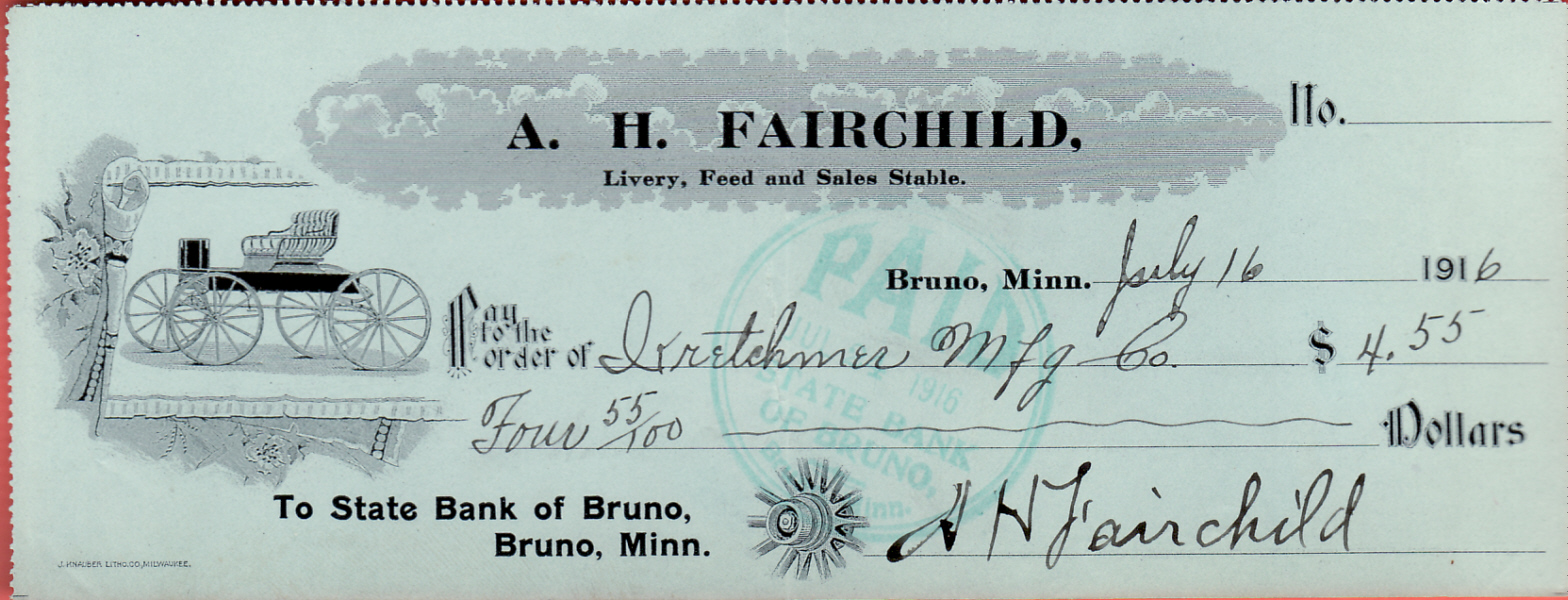 No.
A. H. FAIRCHILD,
Livery, Feed and Sales Stable.
Bruno, Minn. July 16 1916
Pay to the order of Kretchmer Mfg Co. $ 4.55
Four 55/100 Dollars
PAID
JUL 1916
STATE BANK
OF BRUNO,
Minn.
To State Bank of Bruno,
Bruno, Minn.
A H Fairchild
J. KNAUBER LITHO. CO., MILWAUKEE.